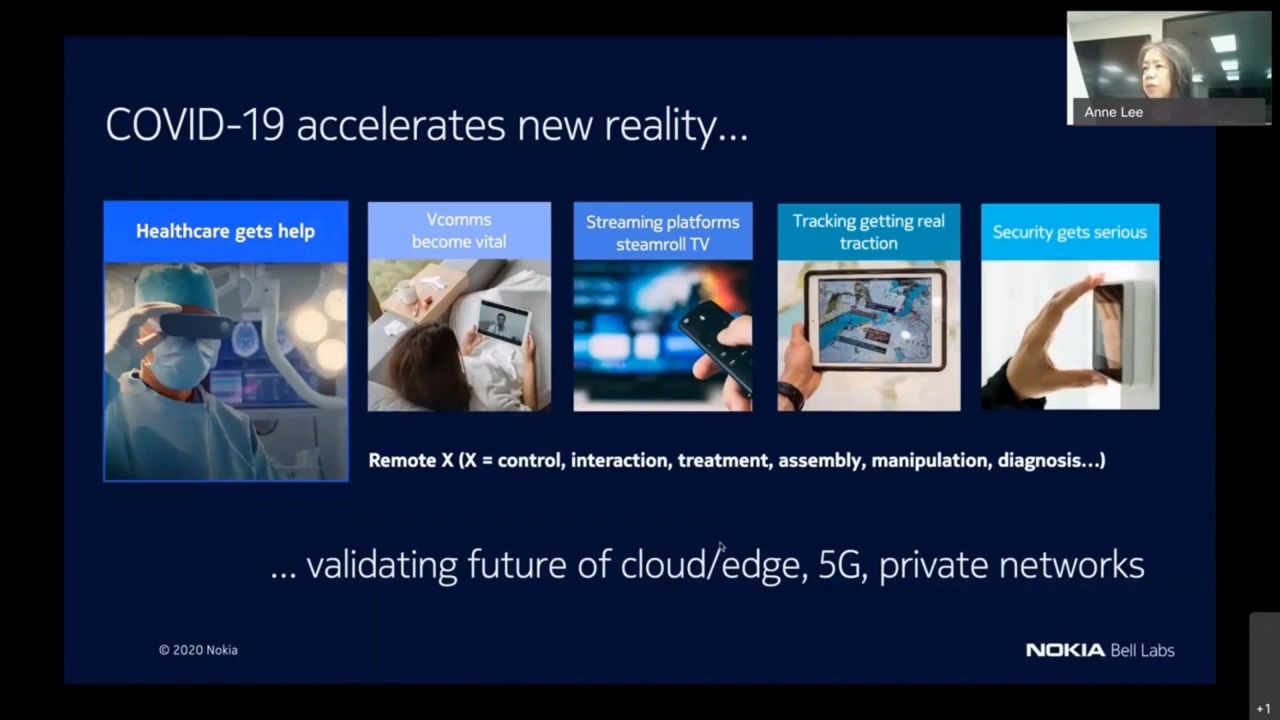 Anne Lee
COVID-19 accelerates new reality...
Healthcare gets help
Vcomms
become vital
Streaming platforms
steamroll TV
Tracking getting real
traction
Security gets serious
Remote X (X = control, interaction, treatment, assembly, manipulation, diagnosis...)
... validating future of cloud/edge, 5G, private networks
© 2020 Nokia
NOKIA Bell Labs
+1